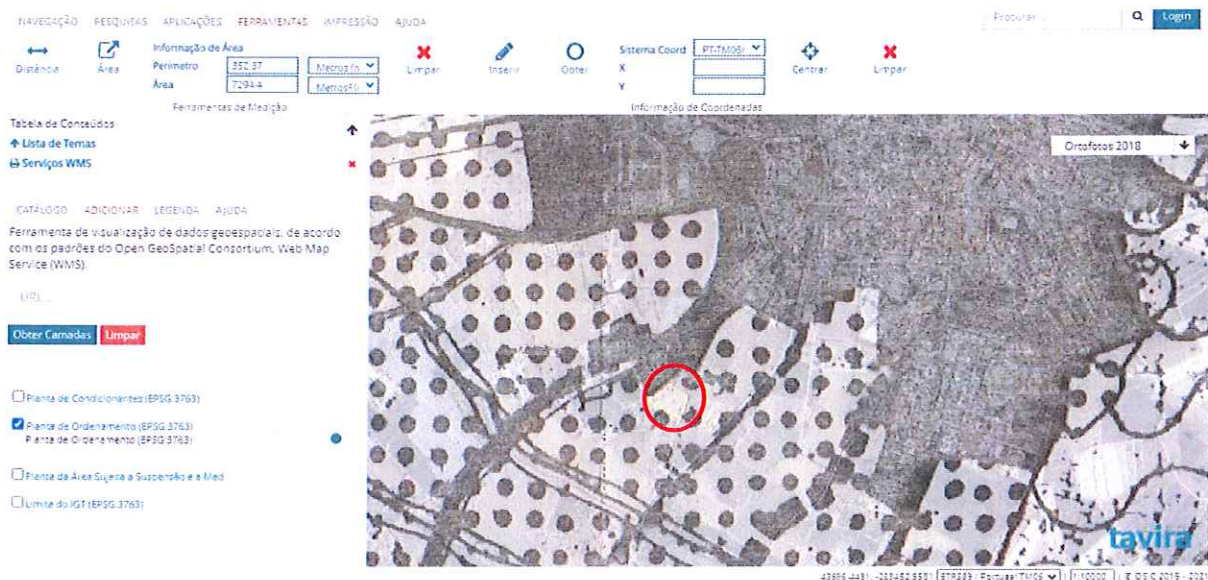 NAVEGAÇÃO PESQUISAS APLICAÇÕES FERRAMENTAS IMPRESSÃO AJUDA
Procurar... Login
Distância Área
Informação de Área
Perímetro 352.37
Área 7294.4
Limpar Inserir Obter
Sistema Coord PT-TM06/
X
Y
Centrar Limpar
Ferramentas de Medição Informação de Coordenadas
Tabela de Conteúdos
Lista de Temas
Serviços WMS
Ortofotos 2018
CATÁLOGO ADICIONAR LEGENDA AJUDA
Ferramenta de visualização de dados geoespaciais, de acordo
com os padrões do Open GeoSpatial Consortium, Web Map
Service (WMS).
URL...
Obter Camadas Limpar
Planta de Condicionantes (EPSG:3763)
Planta de Ordenamento (EPSG:3763)
Planta de Ordenamento (EPSG:3763)
Planta da Área Sujeita a Suspensão e a Med
Limite do IGT (EPSG:3763)
tavira
ETRS89 / Portugal TM06 1:10000